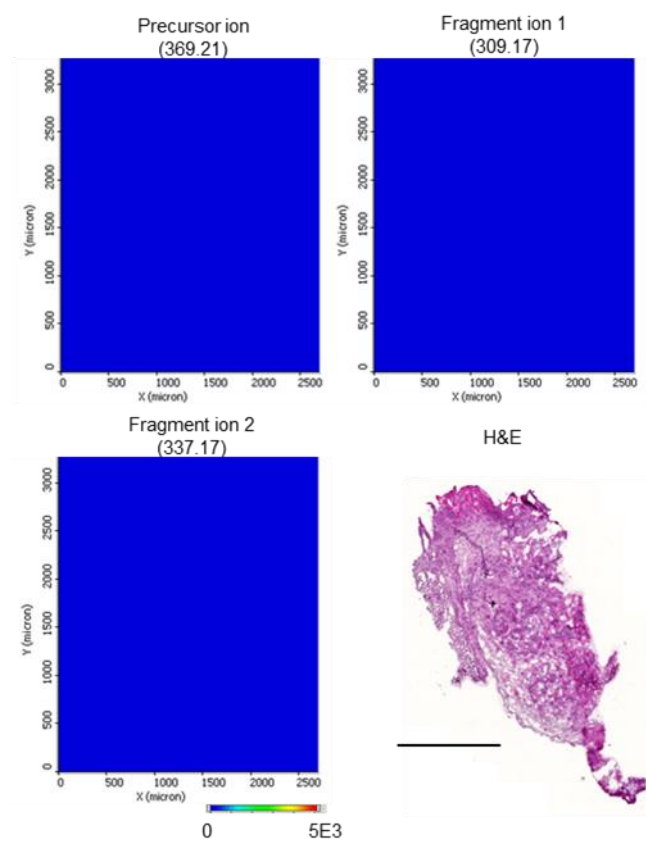 Precursor ion
(369.21)
Fragment ion 1
(309.17)
Y (micron)
0 500 1000 1500 2000 2500 3000
0 500 1000 1500 2000 2500
X (micron)
Y (micron)
0 500 1000 1500 2000 2500 3000
0 500 1000 1500 2000 2500
X (micron)
Fragment ion 2
(337.17)
H&E
Y (micron)
0 500 1000 1500 2000 2500 3000
0 500 1000 1500 2000 2500
X (micron)
0 5E3